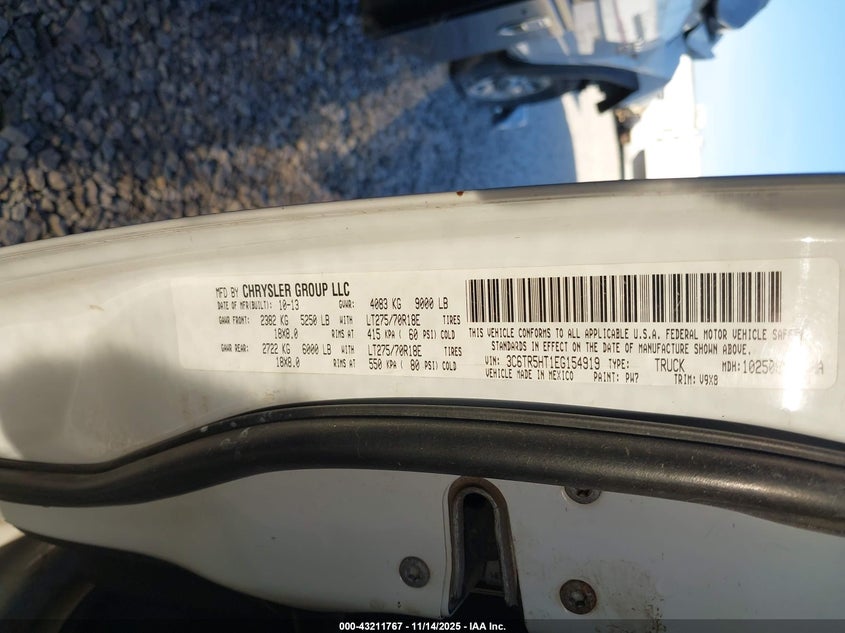 MFD BY CHRYSLER GROUP LLC
DATE OF MFR(BUILT): 10-13 GVWR: 4083 KG 9000 LB
GAWR FRONT: 2382 KG 5250 LB WITH LT275/70R18E TIRES
18X8.0 RIMS AT 415 KPA ( 60 PSI) COLD
GAWR REAR: 2722 KG 6000 LB WITH LT275/70R18E TIRES
18X8.0 RIMS AT 550 KPA ( 80 PSI) COLD
THIS VEHICLE CONFORMS TO ALL APPLICABLE U.S.A. FEDERAL MOTOR VEHICLE SAFETY
STANDARDS IN EFFECT ON THE DATE OF MANUFACTURE SHOWN ABOVE.
VIN: 3C6TR5HT1EG154919 TYPE: TRUCK MDH:
VEHICLE MADE IN MEXICO PAINT: PW7 TRIM: V9X8
000-43211767 - 11/14/2025 - IAA Inc.